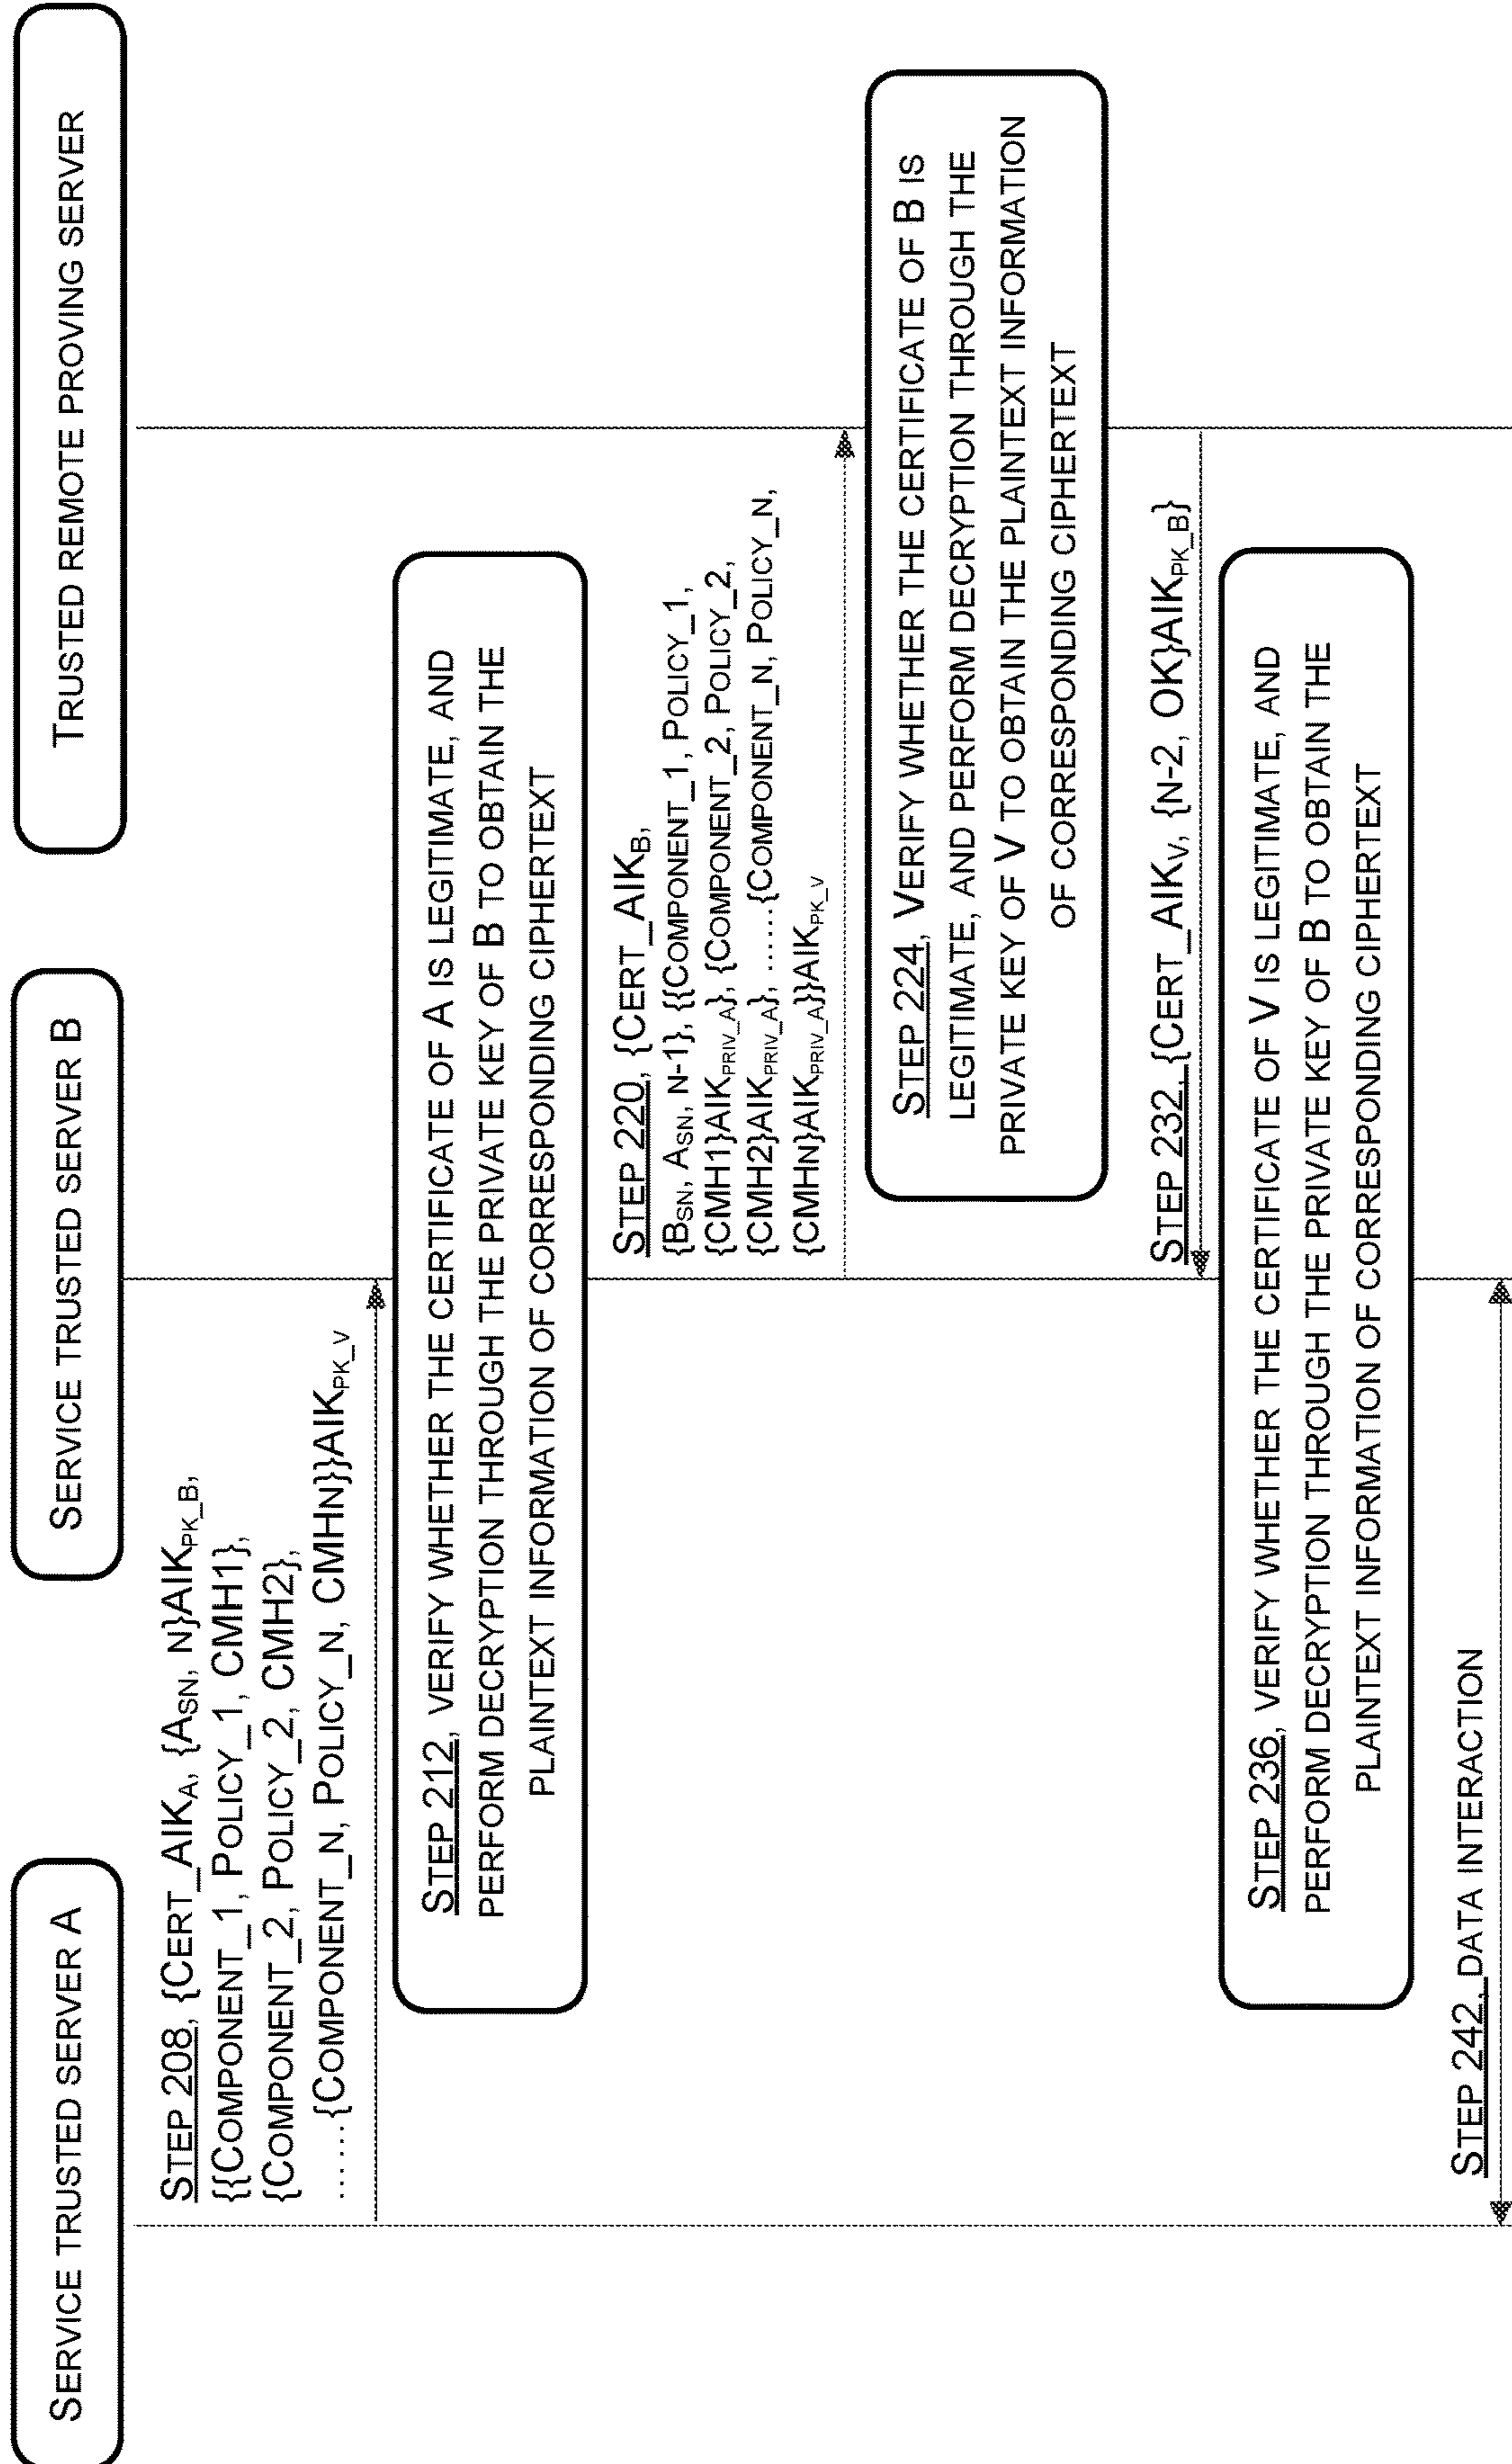 SERVICE TRUSTED SERVER A
SERVICE TRUSTED SERVER B
TRUSTED REMOTE PROVING SERVER
STEP 208, {CERT_AIKA, {ASN, N}AIKPK_B,
{{COMPONENT_1, POLICY_1, CMH1},
{COMPONENT_2, POLICY_2, CMH2},
......{COMPONENT_N, POLICY_N, CMHN}}AIKPK_V
STEP 212, VERIFY WHETHER THE CERTIFICATE OF A IS LEGITIMATE, AND
PERFORM DECRYPTION THROUGH THE PRIVATE KEY OF B TO OBTAIN THE
PLAINTEXT INFORMATION OF CORRESPONDING CIPHERTEXT
STEP 220, {CERT_AIKB,
{BSN, ASN, N-1}, {{COMPONENT_1, POLICY_1,
{CMH1}AIKPRIV_A}, {COMPONENT_2, POLICY_2,
{CMH2}AIKPRIV_A}, ......{COMPONENT_N, POLICY_N,
{CMHN}AIKPRIV_A}}AIKPK_V
STEP 224, VERIFY WHETHER THE CERTIFICATE OF B IS
LEGITIMATE, AND PERFORM DECRYPTION THROUGH THE
PRIVATE KEY OF V TO OBTAIN THE PLAINTEXT INFORMATION
OF CORRESPONDING CIPHERTEXT
STEP 232, {CERT_AIKV, {N-2, OK}AIKPK_B}
STEP 236, VERIFY WHETHER THE CERTIFICATE OF V IS LEGITIMATE, AND
PERFORM DECRYPTION THROUGH THE PRIVATE KEY OF B TO OBTAIN THE
PLAINTEXT INFORMATION OF CORRESPONDING CIPHERTEXT
STEP 242, DATA INTERACTION